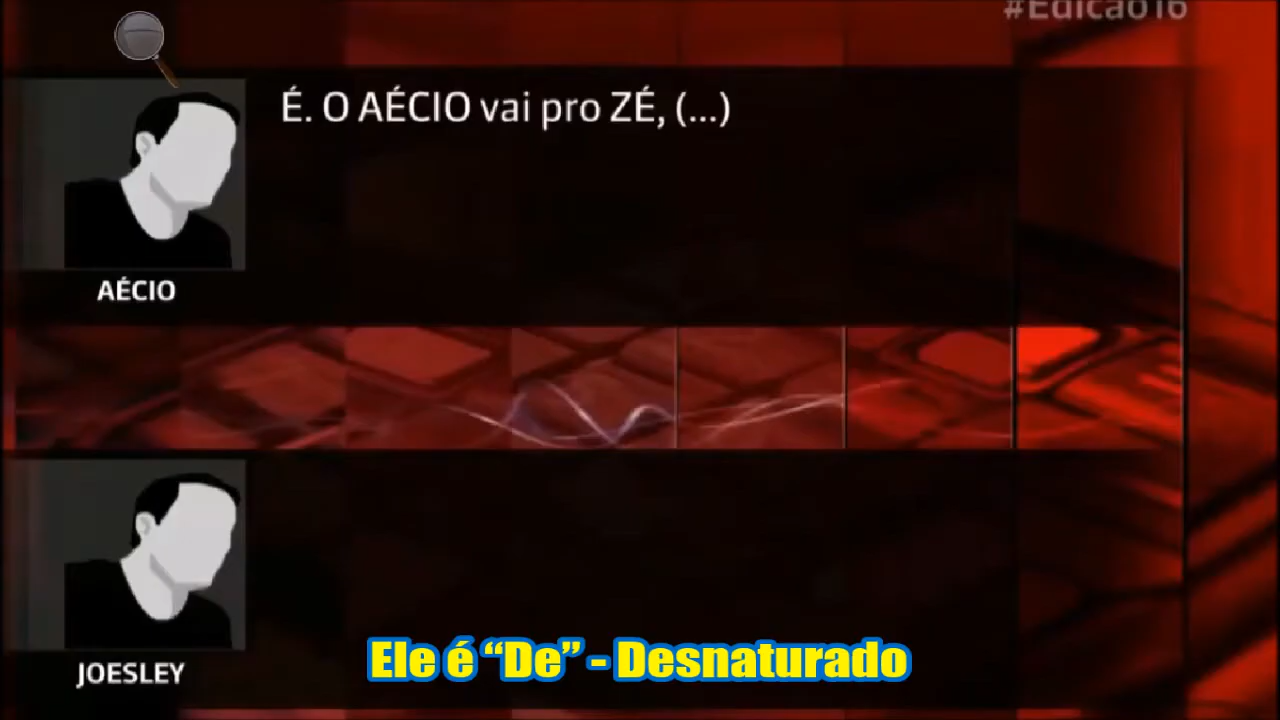 #Edicao16
É. O AÉCIO vai pro ZÉ, (...)
AÉCIO
JOESLEY
Ele é “De” - Desnaturado